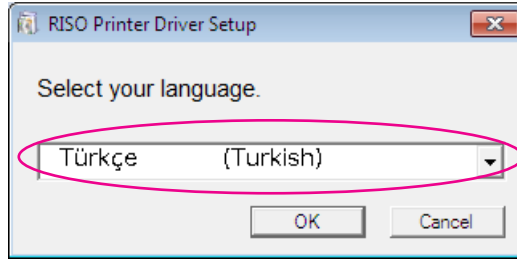 RISO Printer Driver Setup
Select your language.
Türkçe (Turkish)
OK Cancel